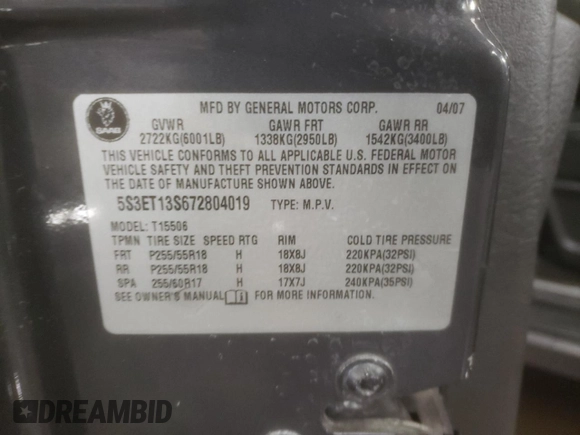 SAAB
MFD BY GENERAL MOTORS CORP. 04/07
GVWR GAWR FRT GAWR RR
2722KG(6001LB) 1338KG(2950LB) 1542KG(3400LB)
THIS VEHICLE CONFORMS TO ALL APPLICABLE U.S. FEDERAL MOTOR
VEHICLE SAFETY AND THEFT PREVENTION STANDARDS IN EFFECT ON
THE DATE OF MANUFACTURE SHOWN ABOVE.
5S3ET13S672804019 TYPE: M.P.V.
MODEL: T15506
TPMN TIRE SIZE SPEED RTG RIM COLD TIRE PRESSURE
FRT P255/55R18 H 18X8J 220KPA(32PSI)
RR P255/55R18 H 18X8J 220KPA(32PSI)
SPA 255/60R17 H 17X7J 240KPA(35PSI)
SEE OWNER'S MANUAL FOR MORE INFORMATION.
DREAMBID